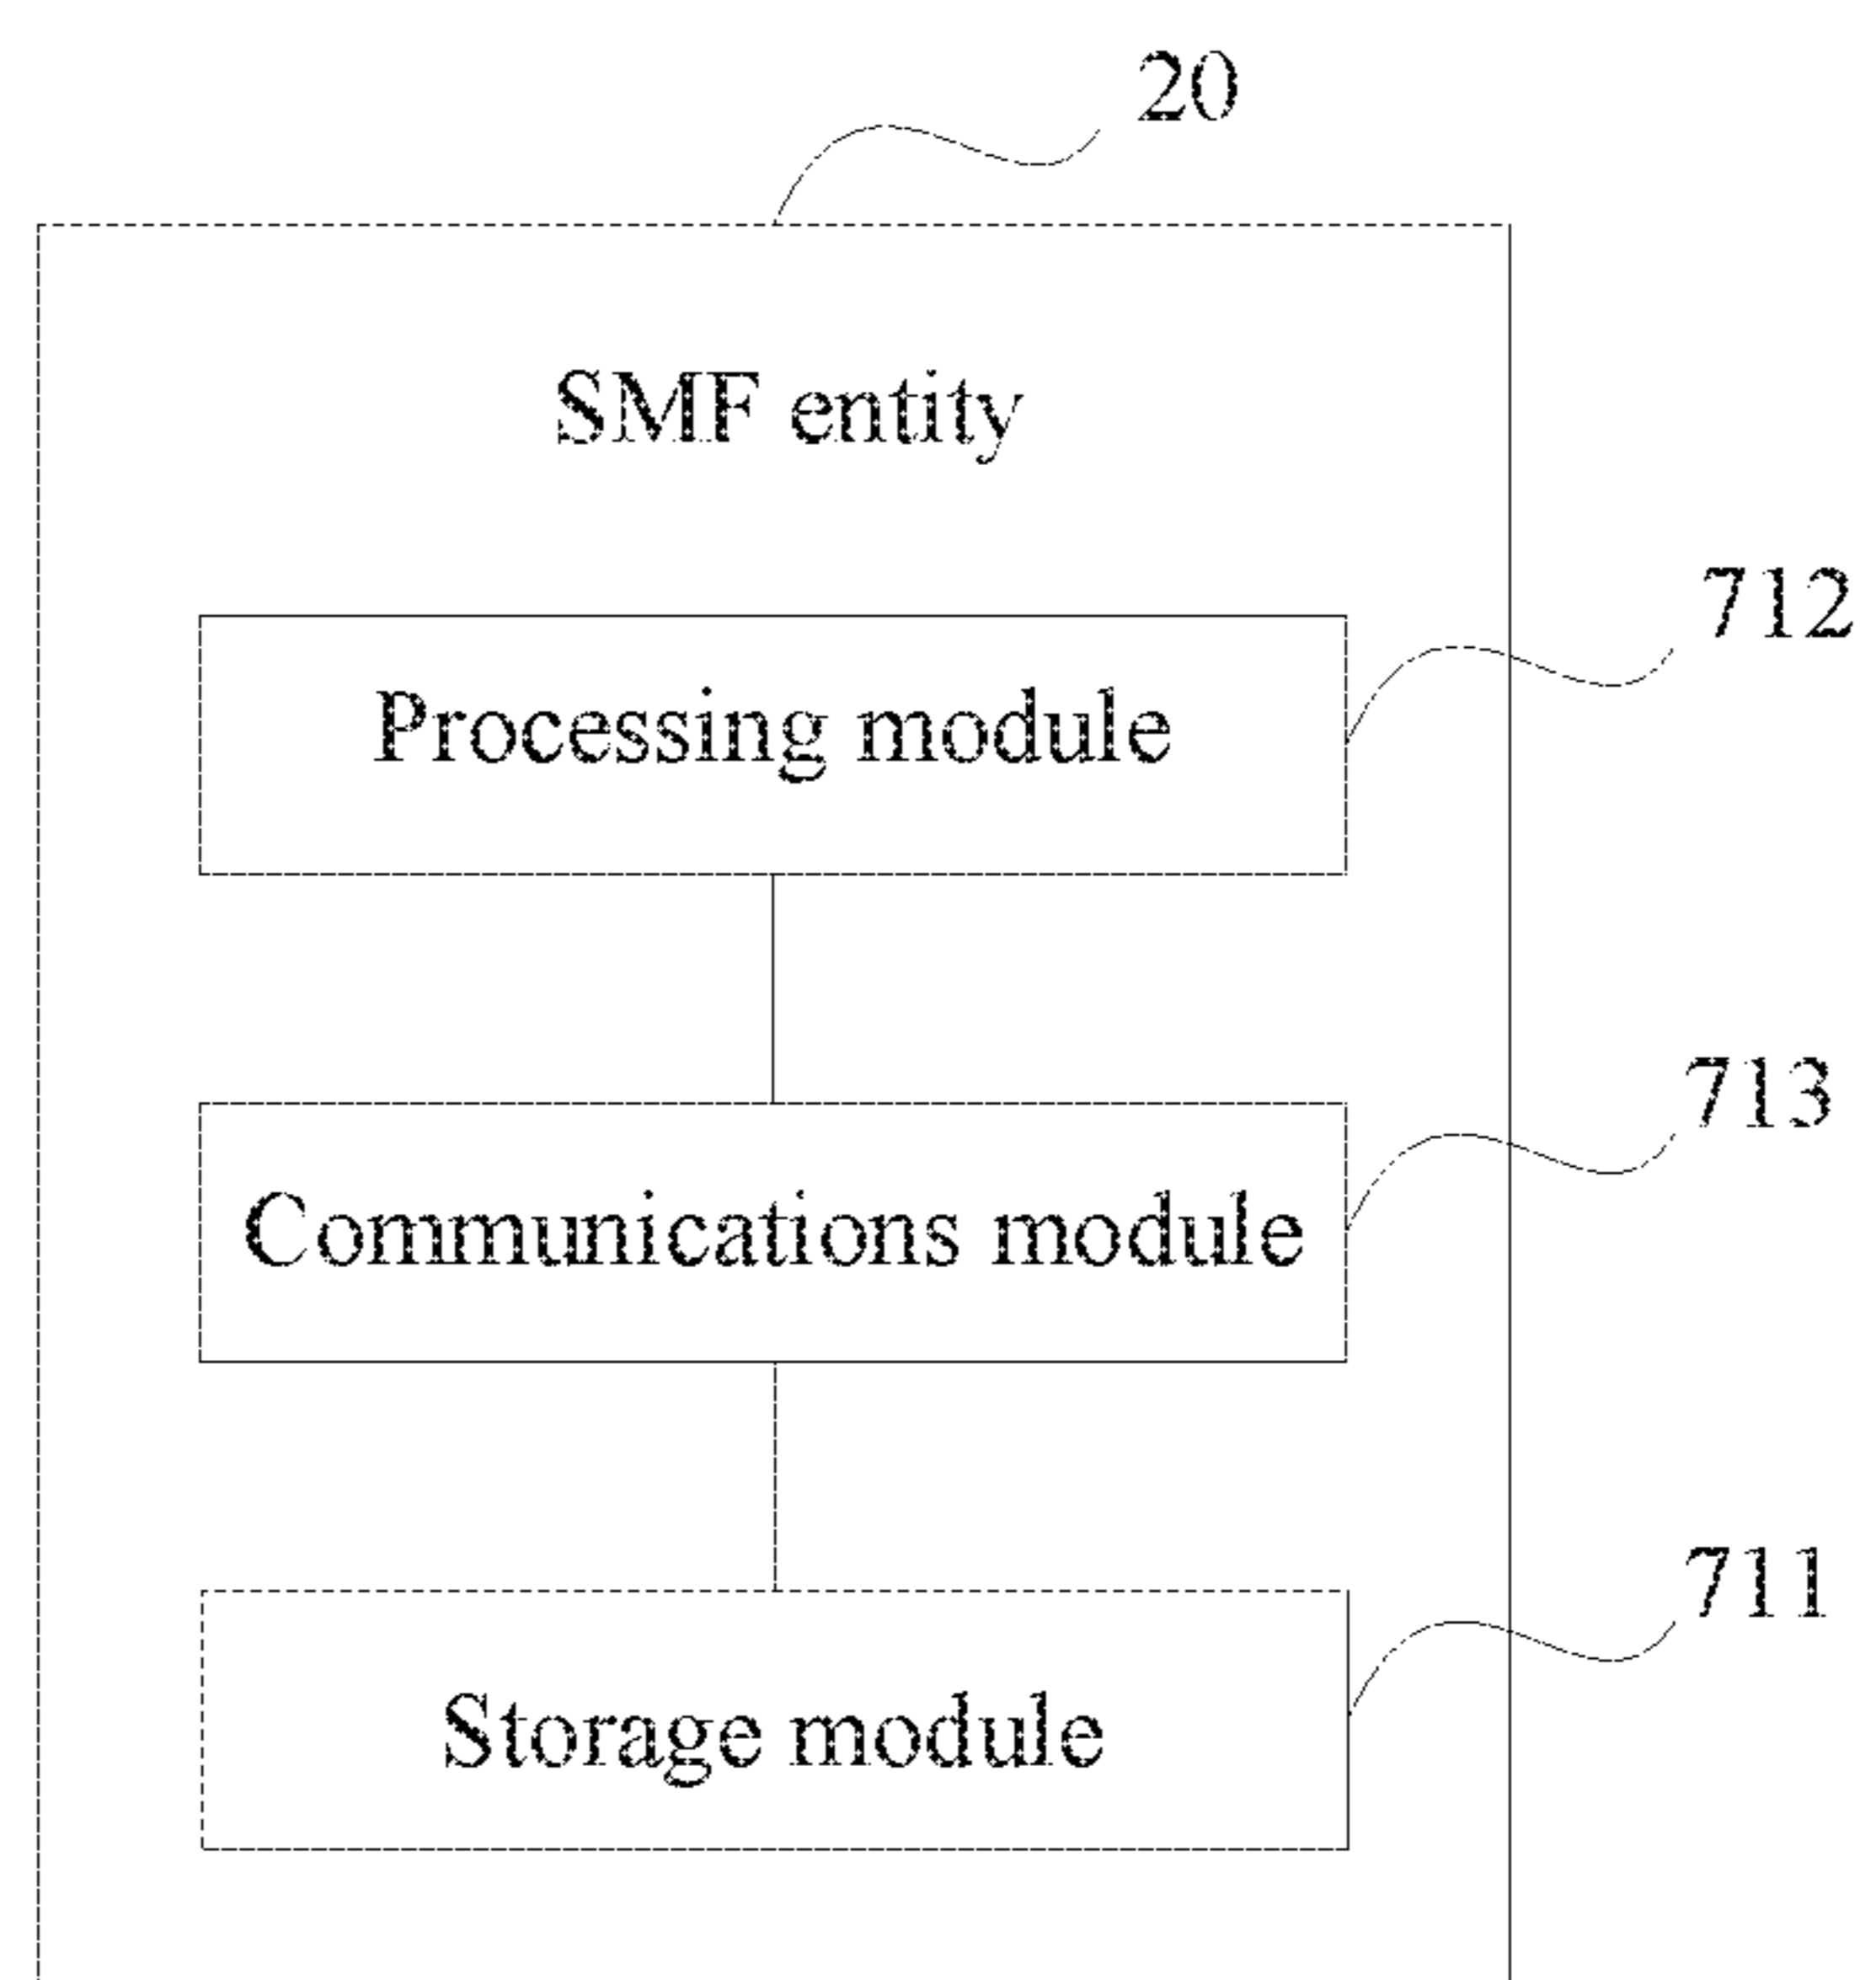 20
SMF entity
712
Processing module
713
Communications module
711
Storage module